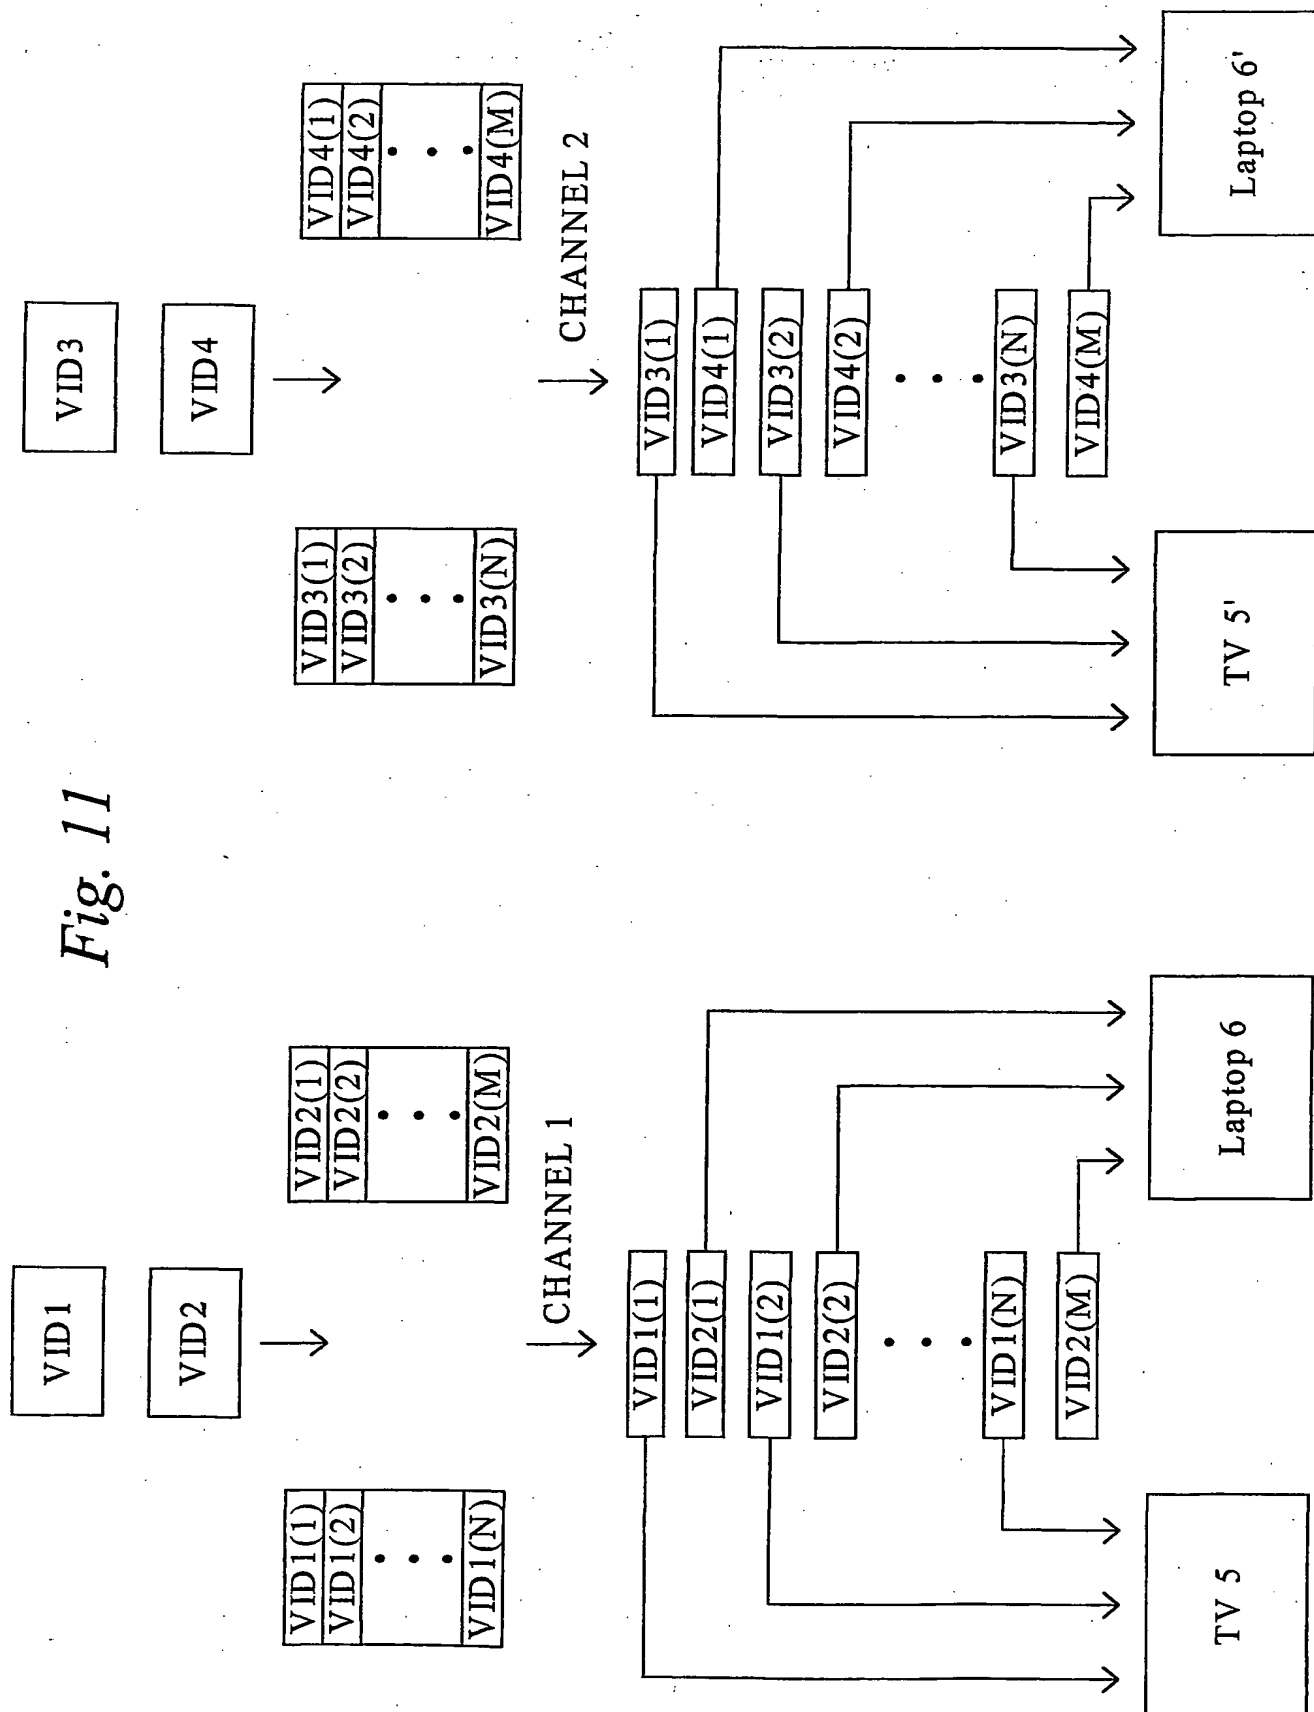 Fig. 11
VID1
VID2
VID1(1)
VID1(2)
VID1(N)
VID2(1)
VID2(2)
VID2(M)
CHANNEL 1
VID1(1)
VID2(1)
VID1(2)
VID2(2)
VID1(N)
VID2(M)
TV 5
Laptop 6
VID3
VID4
VID3(1)
VID3(2)
VID3(N)
VID4(1)
VID4(2)
VID4(M)
CHANNEL 2
VID3(1)
VID4(1)
VID3(2)
VID4(2)
VID3(N)
VID4(M)
TV 5'
Laptop 6'